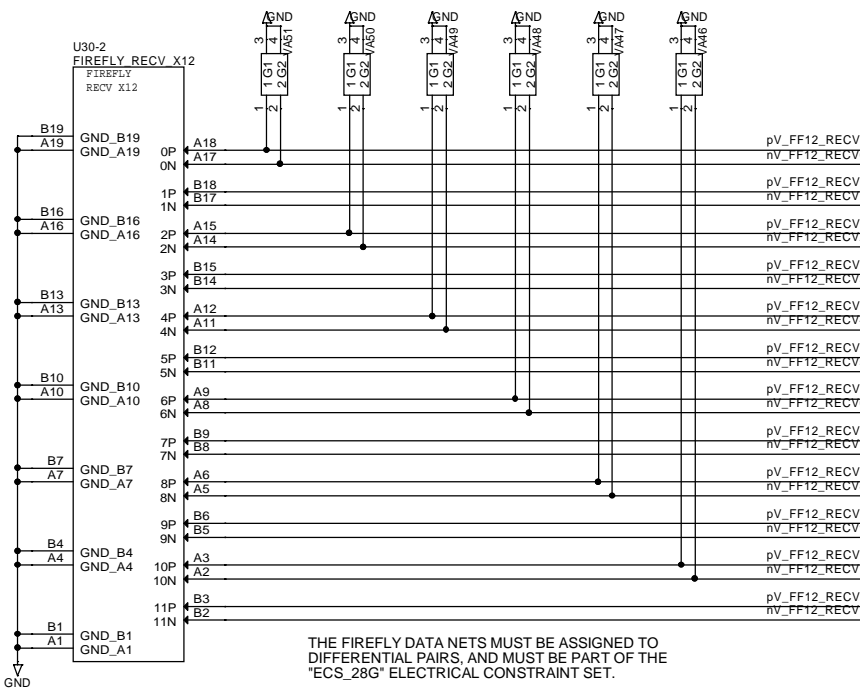 GND GND GND GND GND GND
3 4 VA51 3 4 VA50 3 4 VA49 3 4 VA48 3 4 VA47 3 4 VA46
1 G1 2 G2 1 G1 2 G2 1 G1 2 G2 1 G1 2 G2 1 G1 2 G2 1 G1 2 G2
1 2 1 2 1 2 1 2 1 2 1 2
U30-2
FIREFLY_RECV_X12
FIREFLY
RECV X12
B19 GND_B19
A19 GND_A19 0P A18 pV_FF12_RECV
0N A17 nV_FF12_RECV
1P B18 pV_FF12_RECV
1N B17 nV_FF12_RECV
B16 GND_B16
A16 GND_A16 2P A15 pV_FF12_RECV
2N A14 nV_FF12_RECV
3P B15 pV_FF12_RECV
3N B14 nV_FF12_RECV
B13 GND_B13
A13 GND_A13 4P A12 pV_FF12_RECV
4N A11 nV_FF12_RECV
5P B12 pV_FF12_RECV
5N B11 nV_FF12_RECV
B10 GND_B10
A10 GND_A10 6P A9 pV_FF12_RECV
6N A8 nV_FF12_RECV
7P B9 pV_FF12_RECV
7N B8 nV_FF12_RECV
B7 GND_B7
A7 GND_A7 8P A6 pV_FF12_RECV
8N A5 nV_FF12_RECV
9P B6 pV_FF12_RECV
9N B5 nV_FF12_RECV
B4 GND_B4
A4 GND_A4 10P A3 pV_FF12_RECV
10N A2 nV_FF12_RECV
11P B3 pV_FF12_RECV
11N B2 nV_FF12_RECV
B1 GND_B1
A1 GND_A1
GND
THE FIREFLY DATA NETS MUST BE ASSIGNED TO
DIFFERENTIAL PAIRS, AND MUST BE PART OF THE
"ECS_28G" ELECTRICAL CONSTRAINT SET.